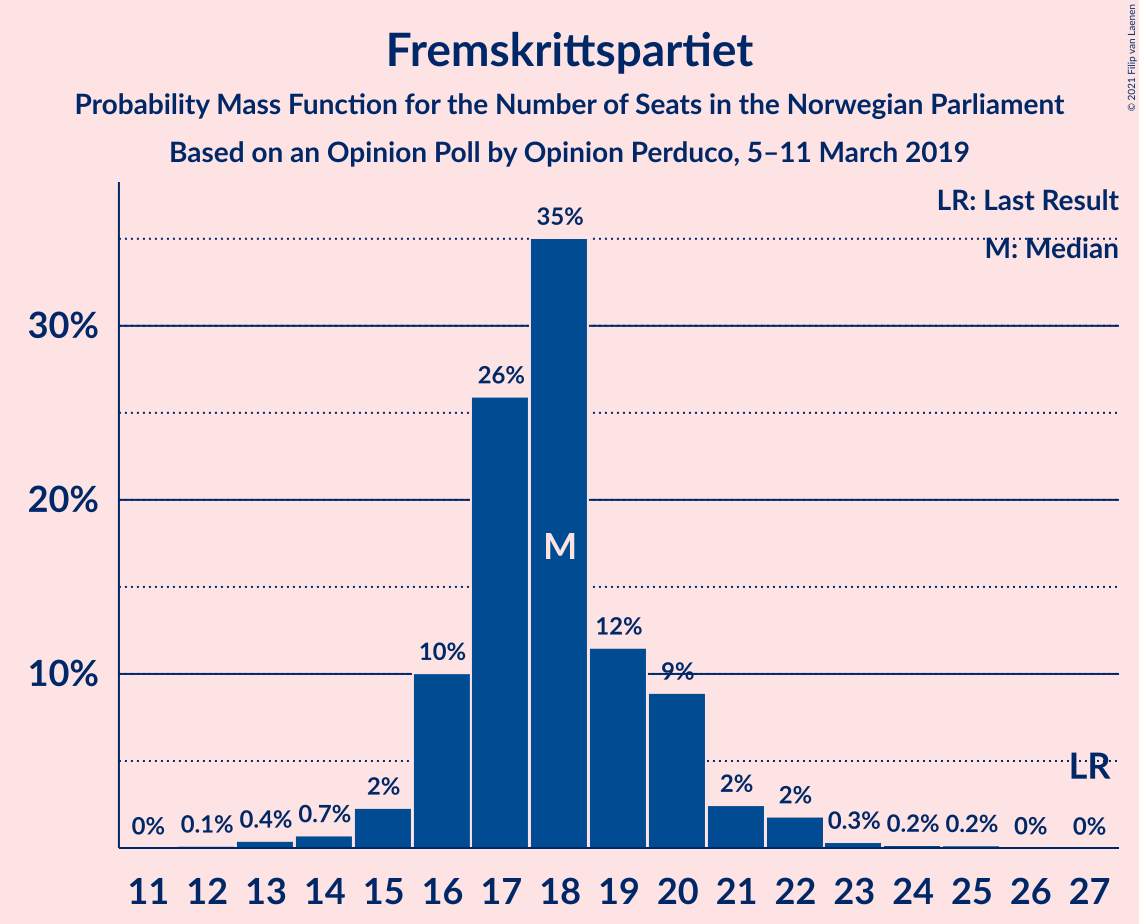 Fremskrittspartiet
Probability Mass Function for the Number of Seats in the Norwegian Parliament
Based on an Opinion Poll by Opinion Perduco, 5–11 March 2019
© 2021 Filip van Laenen
LR: Last Result
M: Median
35%
30%
26%
20%
M
12%
10%
10%
9%
LR
2%
2%
2%
0%
0.1%
0.4%
0.7%
0.3%
0.2%
0.2%
0%
0%
11 12 13 14 15 16 17 18 19 20 21 22 23 24 25 26 27